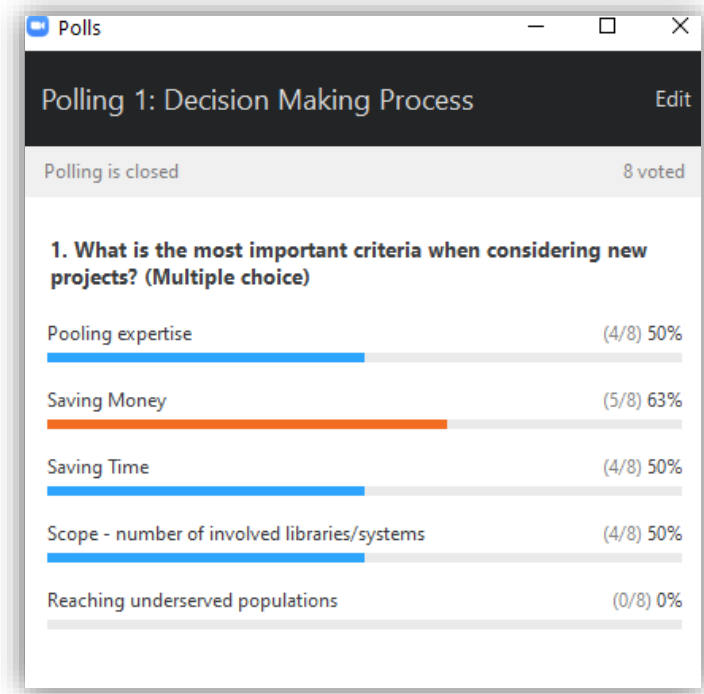 Polls
Polling 1: Decision Making Process Edit
Polling is closed 8 voted
1. What is the most important criteria when considering new
projects? (Multiple choice)
Pooling expertise (4/8) 50%
Saving Money (5/8) 63%
Saving Time (4/8) 50%
Scope - number of involved libraries/systems (4/8) 50%
Reaching underserved populations (0/8) 0%